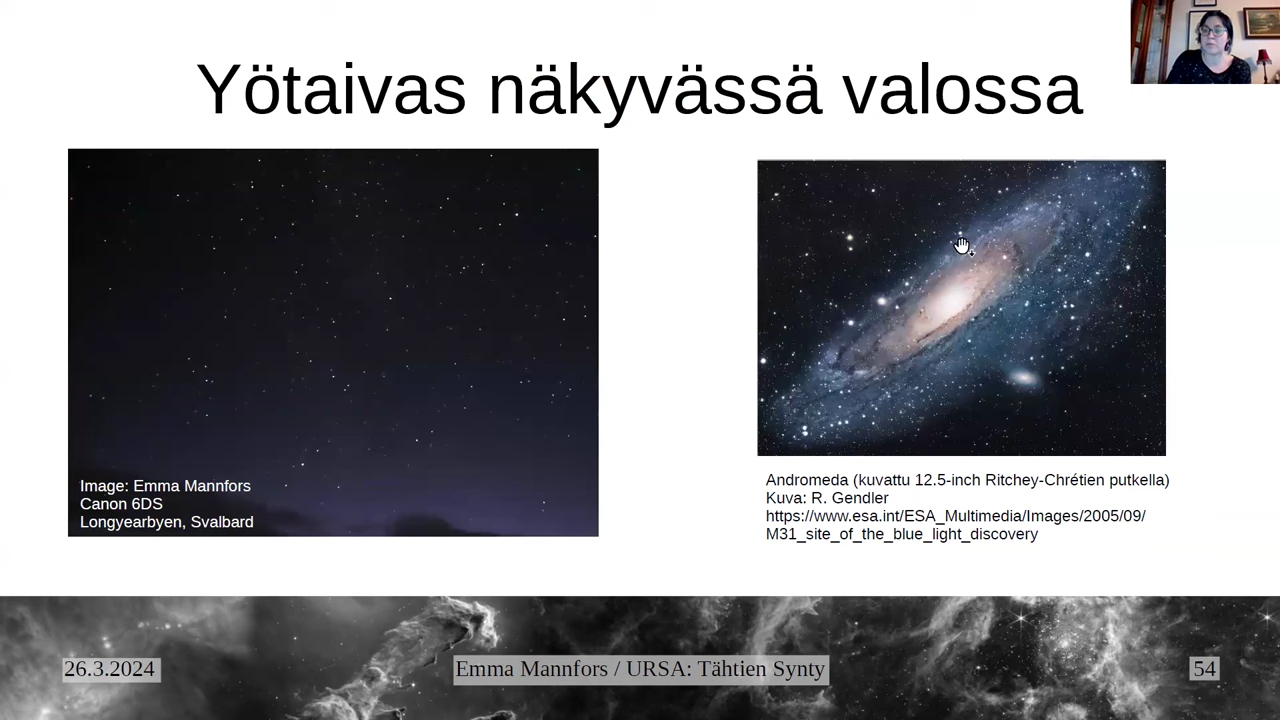 Yötaivas näkyvässä valossa
Image: Emma Mannfors
Canon 6DS
Longyearbyen, Svalbard
Andromeda (kuvattu 12.5-inch Ritchey-Chrétien putkella)
Kuva: R. Gendler
https://www.esa.int/ESA_Multimedia/Images/2005/09/
M31_site_of_the_blue_light_discovery
26.3.2024
Emma Mannfors / URSA: Tähtien Synty
54